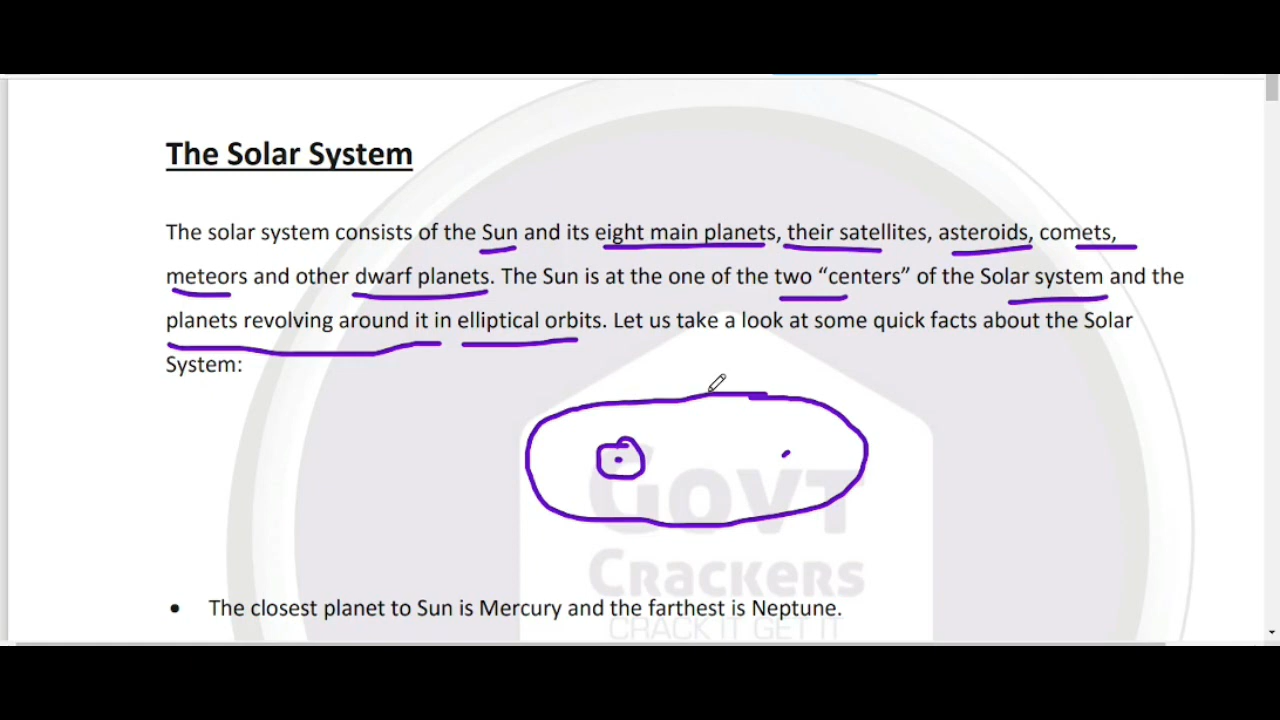 The Solar System
The solar system consists of the Sun and its eight main planets, their satellites, asteroids, comets,
meteors and other dwarf planets. The Sun is at the one of the two “centers” of the Solar system and the
planets revolving around it in elliptical orbits. Let us take a look at some quick facts about the Solar
System:
GOVT
CRACKERS
• The closest planet to Sun is Mercury and the farthest is Neptune.
CRACK IT GET IT